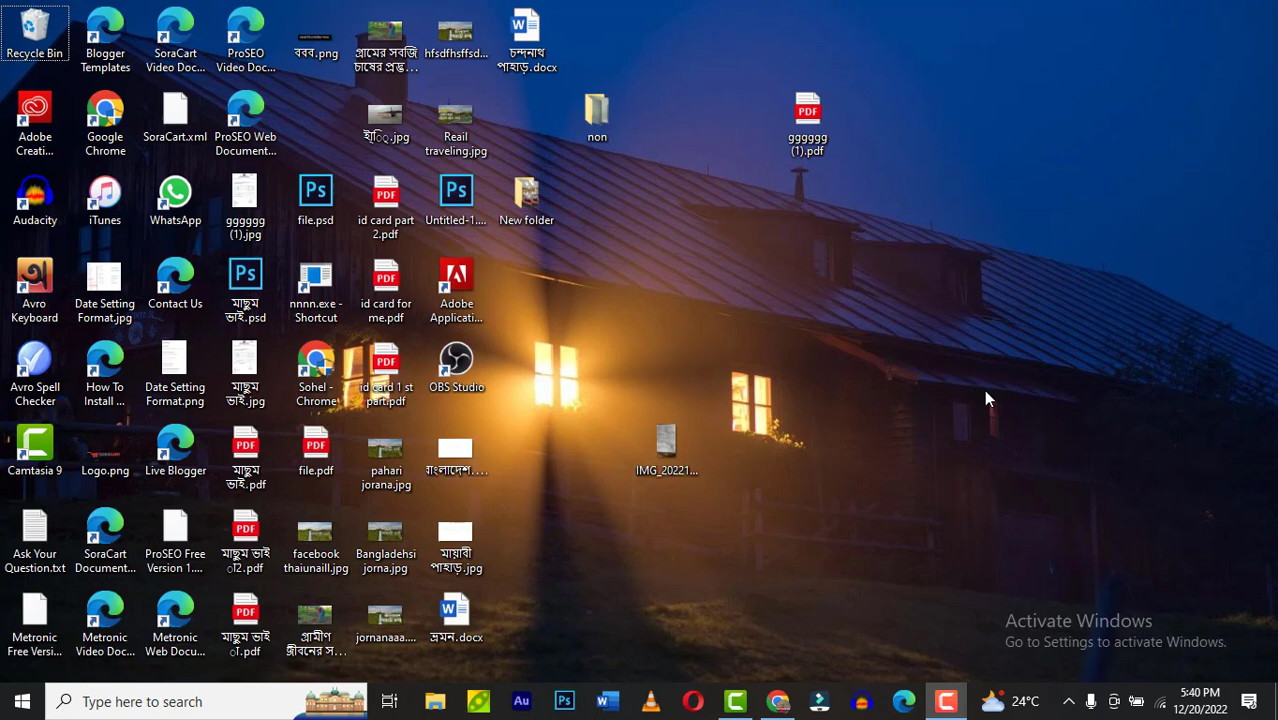 Recycle Bin
Blogger
Templates
SoraCart
Video Doc...
ProSEO
Video Doc...
ববব.png
গ্রামের সবজি
চাষের প্রদ্ভ...
hfsdfhsffsd...
চন্দনাথ
পাহাড়.docx
Adobe
Creati...
Google
Chrome
SoraCart.xml
ProSEO Web
Document...
.jpg
Reail
traveling.jpg
non
gggggg
(1).pdf
Audacity
iTunes
WhatsApp
gggggg
(1).jpg
file.psd
id card part
2.pdf
Untitled-1....
New folder
Avro
Keyboard
Date Setting
Format.jpg
Contact Us
মাছুম
ভাই.psd
nnnn.exe -
Shortcut
id card for
me.pdf
Adobe
Applicati...
Avro Spell
Checker
How To
Install ...
Date Setting
Format.png
মাছুম
ভাই.jpg
Sohel -
Chrome
id card 1 st
part.pdf
OBS Studio
Camtasia 9
Logo.png
Live Blogger
মাছুম
ভাই.pdf
file.pdf
pahari
jorana.jpg
বাংলাদেশ....
IMG_20221...
Ask Your
Question.txt
SoraCart
Document...
ProSEO Free
Version 1....
মাছুম ভাই
2.pdf
facebook
thaiunaill.jpg
Bangladehsi
jorna.jpg
মায়াবী
পাহাড়.jpg
Metronic
Free Versi...
Metronic
Video Doc...
Metronic
Web Docu...
মাছুম ভাই
.pdf
গ্রামীণ
জীবনের স...
jornanaaa....
ভ্রমন.docx
Activate Windows
Go to Settings to activate Windows.
Type here to search
24°C
5:20 PM
12/20/2022